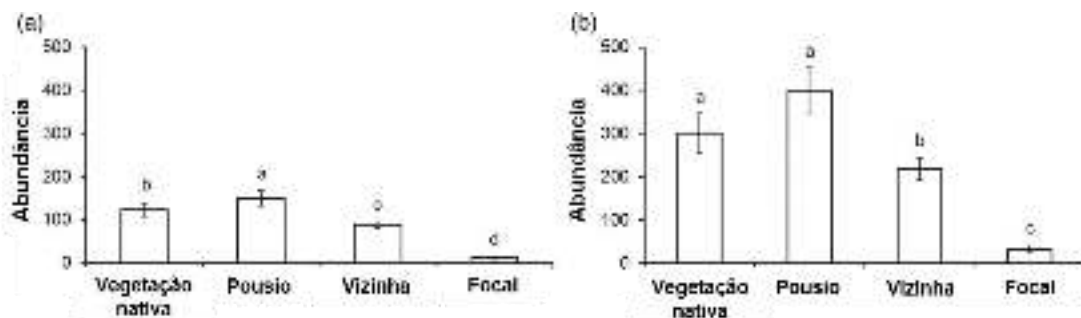 (a)
500
400
300
200
100
0
Abundância
b
a
c
d
Vegetação nativa
Pousio
Vizinha
Focal
(b)
500
400
300
200
100
0
Abundância
a
a
b
c
Vegetação nativa
Pousio
Vizinha
Focal